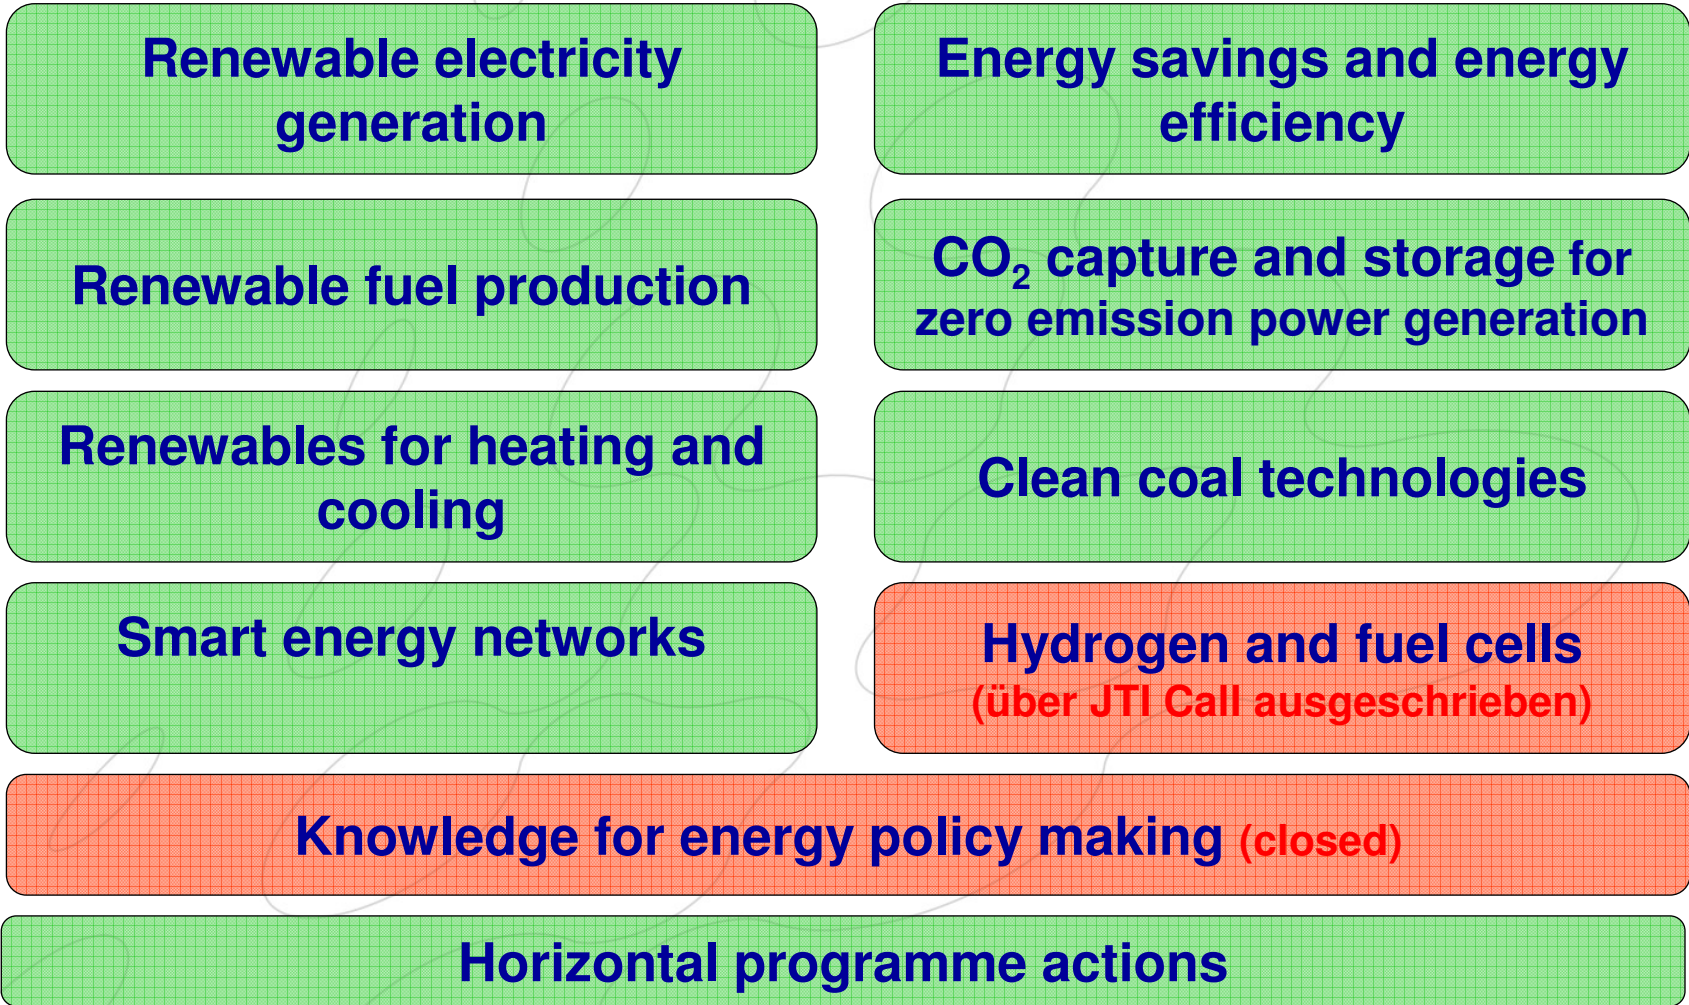 Renewable electricity
generation
Energy savings and energy
efficiency
Renewable fuel production
CO₂ capture and storage for
zero emission power generation
Renewables for heating and
cooling
Clean coal technologies
Smart energy networks
Hydrogen and fuel cells
(über JTI Call ausgeschrieben)
Knowledge for energy policy making (closed)
Horizontal programme actions